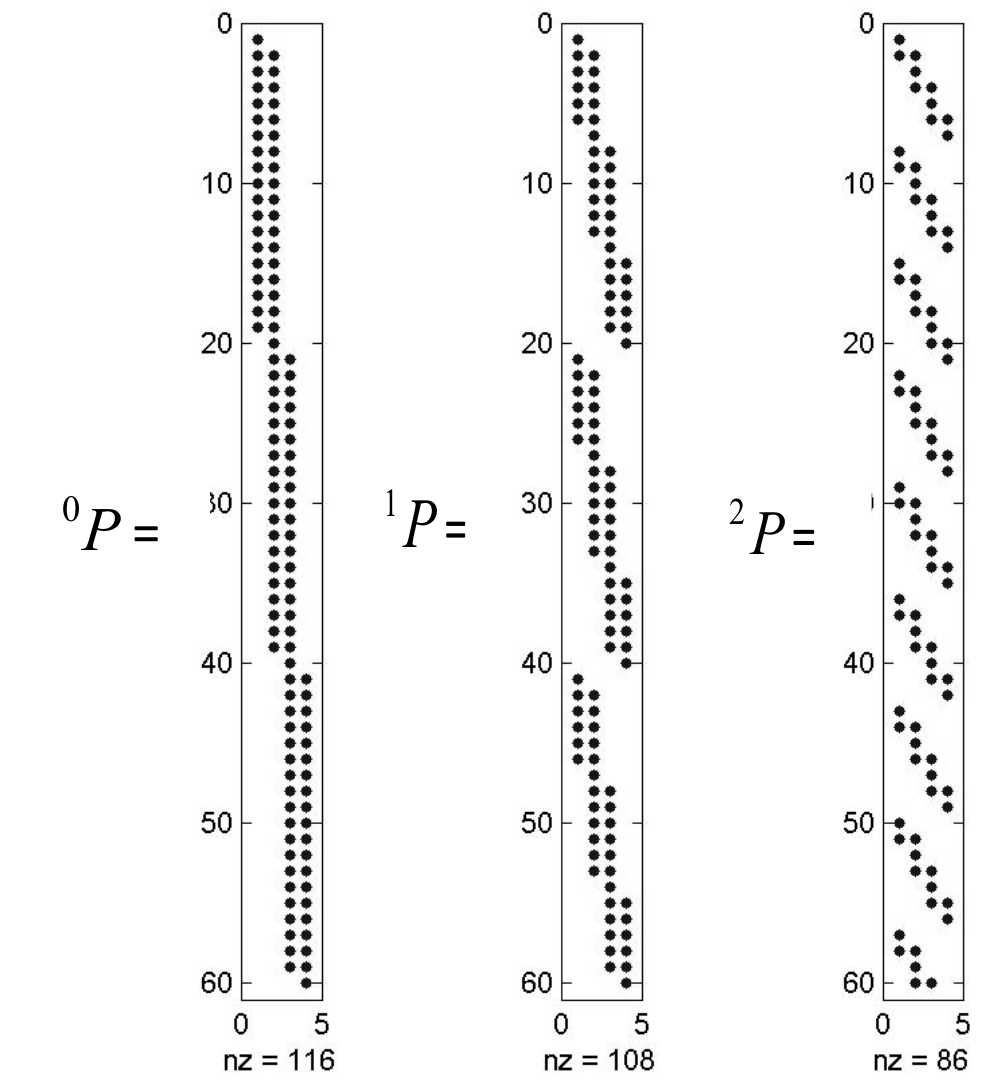 0 0 0
10 10 10
20 20 20
30 30
⁰P = ¹P = ²P =
40 40 40
50 50 50
60 60 60
0 5 0 5 0 5
nz = 116 nz = 108 nz = 86